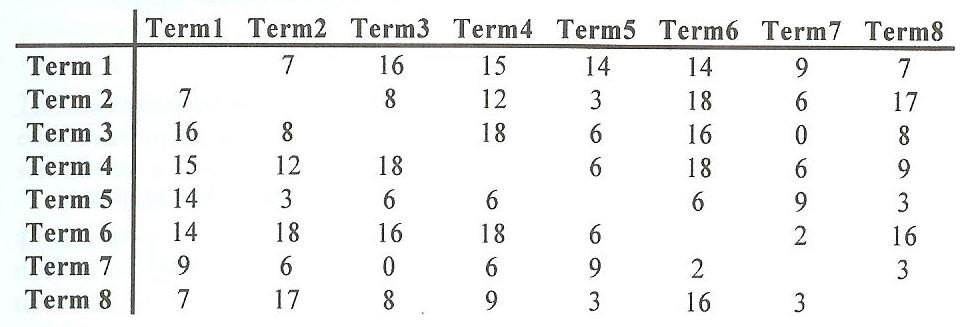 Term1 Term2 Term3 Term4 Term5 Term6 Term7 Term8
Term 1 7 16 15 14 14 9 7
Term 2 7 8 12 3 18 6 17
Term 3 16 8 18 6 16 0 8
Term 4 15 12 18 6 18 6 9
Term 5 14 3 6 6 6 9 3
Term 6 14 18 16 18 6 2 16
Term 7 9 6 0 6 9 2 3
Term 8 7 17 8 9 3 16 3